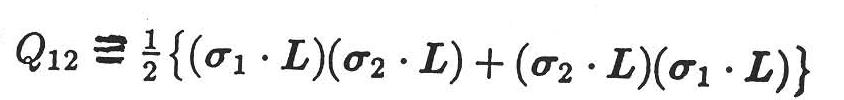 Q₁₂ ≡ ½{(σ₁ · L)(σ₂ · L) + (σ₂ · L)(σ₁ · L)}